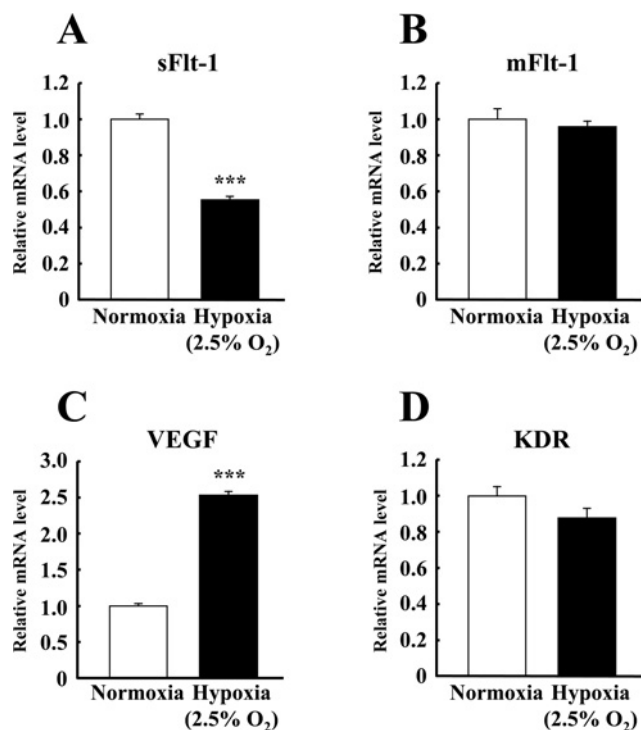 A
sFlt-1
Relative mRNA level
1.2
1.0
0.8
0.6
0.4
0.2
0
***
Normoxia Hypoxia
(2.5% O₂)
B
mFlt-1
Relative mRNA level
1.2
1.0
0.8
0.6
0.4
0.2
0
Normoxia Hypoxia
(2.5% O₂)
C
VEGF
Relative mRNA level
3.0
2.5
2.0
1.5
1.0
0.5
0
***
Normoxia Hypoxia
(2.5% O₂)
D
KDR
Relative mRNA level
1.2
1.0
0.8
0.6
0.4
0.2
0
Normoxia Hypoxia
(2.5% O₂)